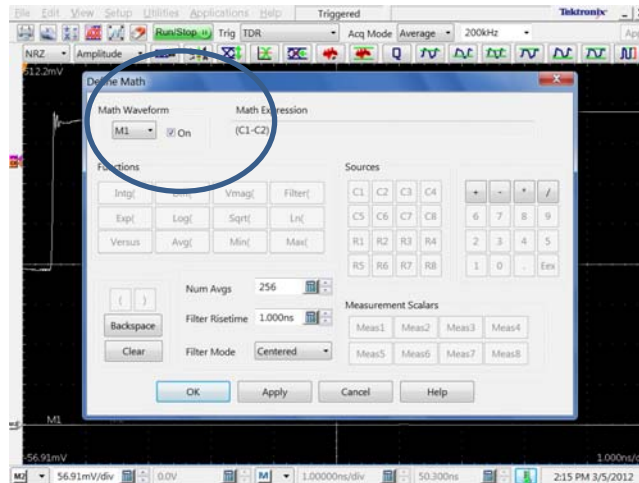 File Edit View Setup Utilities Applications Help Triggered Tektronix
Run/Stop Trig TDR Acq Mode Average 200kHz App
NRZ Amplitude
512.2mV
Define Math
Math Waveform Math Expression
M1 On (C1-C2)
Functions Sources
Intg( Vmag( Filter( C1 C2 C3 C4 + - * /
Exp( Log( Sqrt( Ln( C5 C6 C7 C8 6 7 8 9
Versus Avg( Min( Max( R1 R2 R3 R4 2 3 4 5
R5 R6 R7 R8 1 0 . Eex
( ) Num Avgs 256
Measurement Scalars
Backspace Filter Risetime 1.000ns Meas1 Meas2 Meas3 Meas4
Clear Filter Mode Centered Meas5 Meas6 Meas7 Meas8
OK Apply Cancel Help
M1
-56.91mV 1.000ns/d
M2 56.91mV/div 0.0V M 1.00000ns/div 50.300ns 2:15 PM 3/5/2012